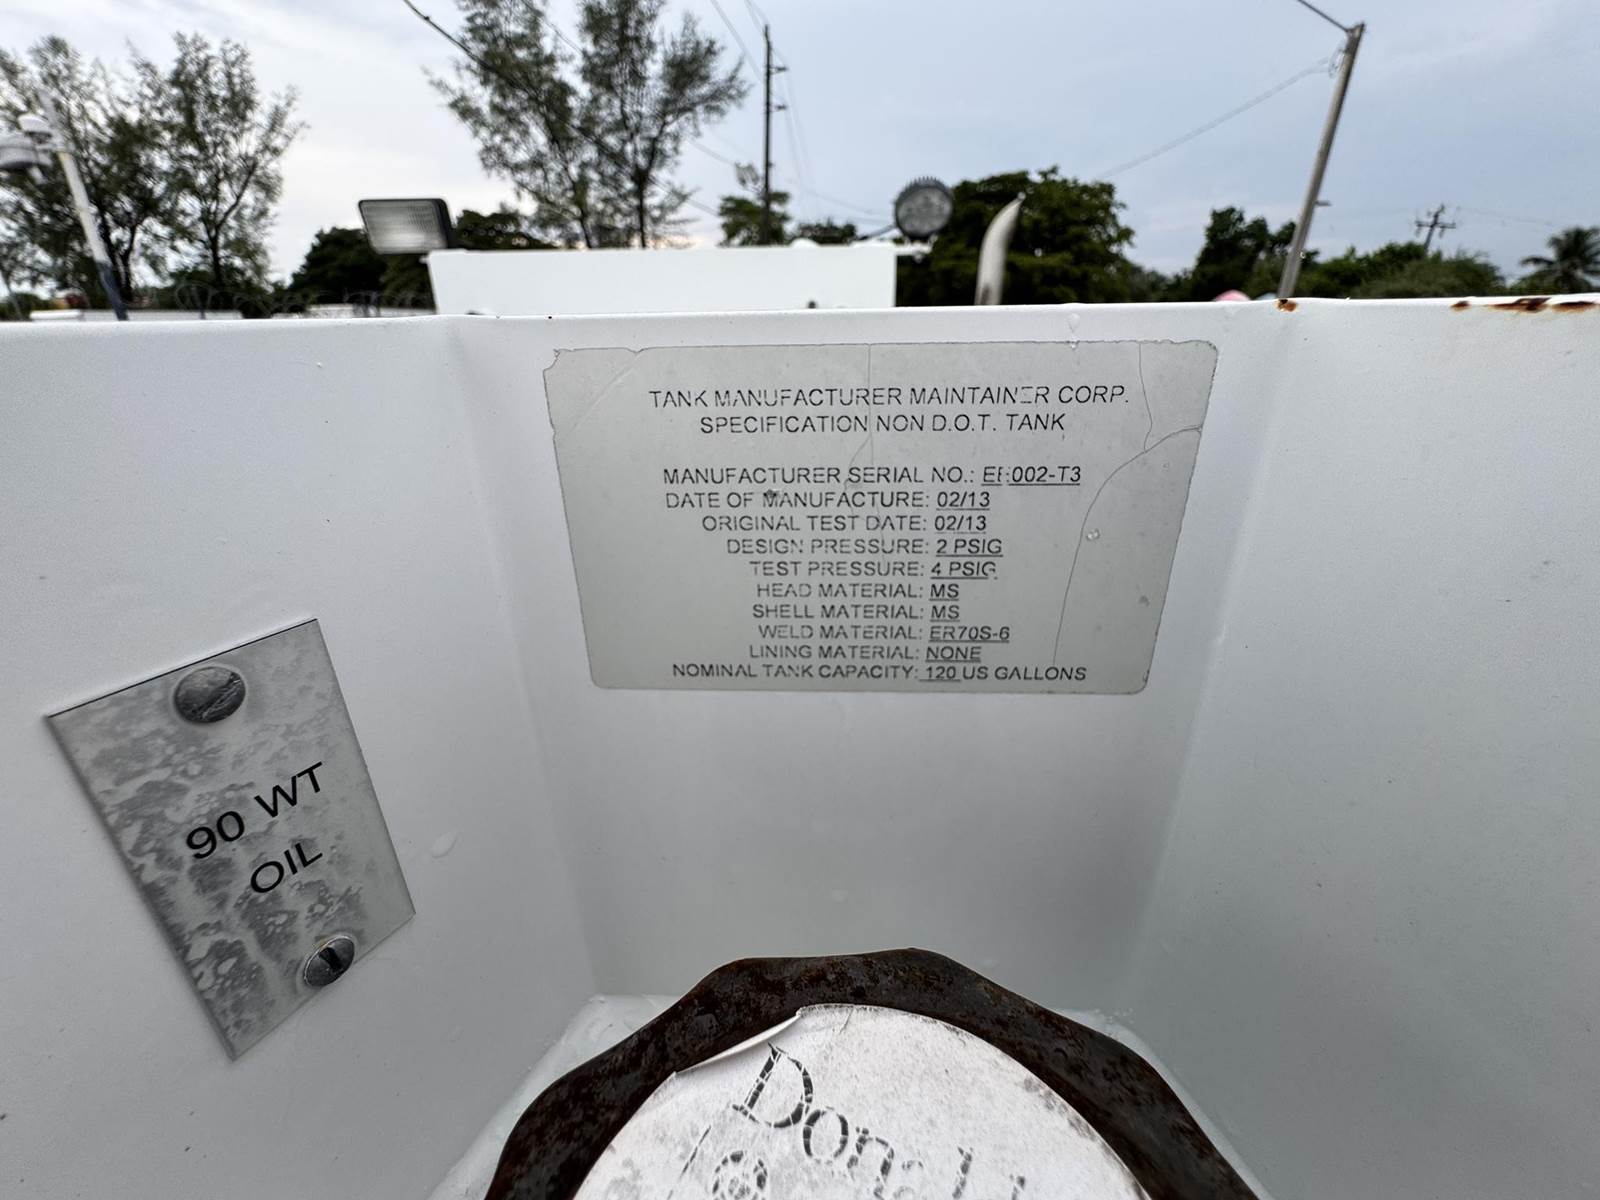 TANK MANUFACTURER MAINTAINER CORP.
SPECIFICATION NON D.O.T. TANK
MANUFACTURER SERIAL NO.:
DATE OF MANUFACTURE: 02/13
ORIGINAL TEST DATE: 02/13
DESIGN PRESSURE: 2 PSIG
TEST PRESSURE: 4 PSIG
HEAD MATERIAL: MS
SHELL MATERIAL: MS
WELD MATERIAL: ER70S-6
LINING MATERIAL: NONE
NOMINAL TANK CAPACITY: 120 US GALLONS
90 WT
OIL